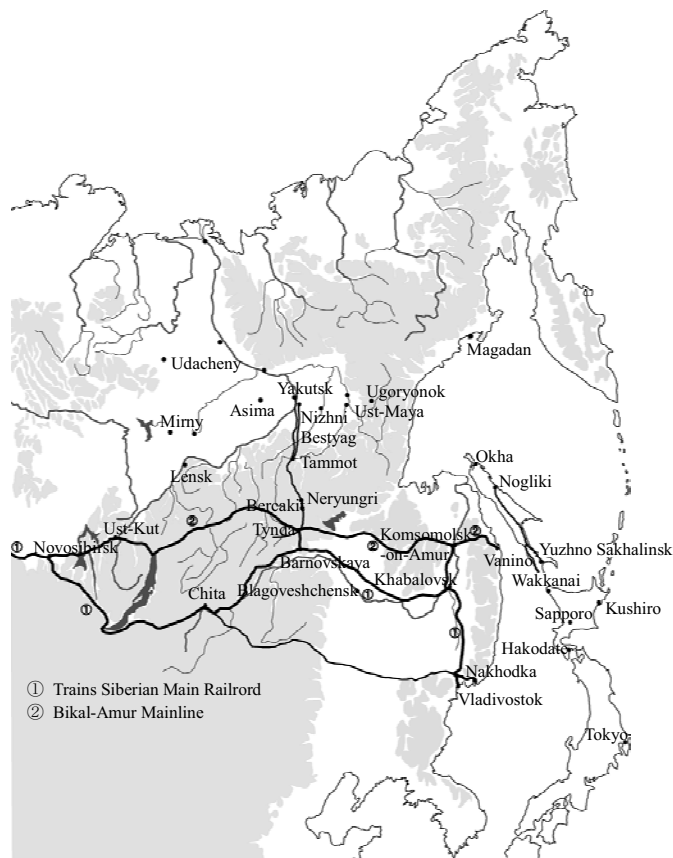 Magadan
Udacheny
Yakutsk
Ugoryonok
Asima
Nizhni
Ust-Maya
Mirny
Bestyag
Tammot
Okha
Lensk
Nogliki
Neryungri
Bercakit
Ust-Kut
②
Tynda
Komsomolsk
②
①
Novosibirsk
②
-on-Amur
Yuzhno Sakhalinsk
Vanino
Barnovskaya
Wakkanai
Khabalovsk
Chita
Blagoveshchensk
①
①
Kushiro
Sapporo
①
Hakodato
Nakhodka
① Trains Siberian Main Railrord
Vladivostok
② Bikal-Amur Mainline
Tokyo